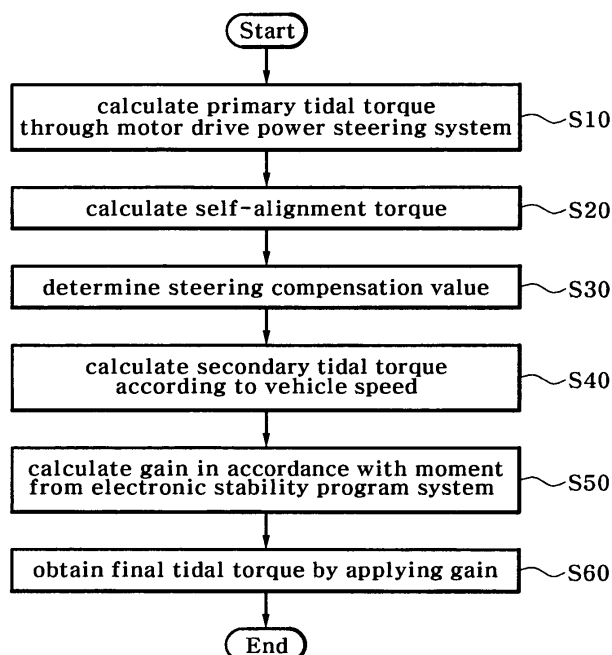 Start
calculate primary tidal torque
through motor drive power steering system
S10
calculate self-alignment torque
S20
determine steering compensation value
S30
calculate secondary tidal torque
according to vehicle speed
S40
calculate gain in accordance with moment
from electronic stability program system
S50
obtain final tidal torque by applying gain
S60
End